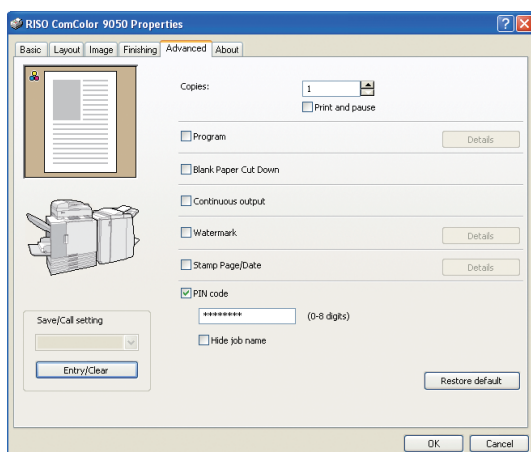 RISO ComColor 9050 Properties
Basic Layout Image Finishing Advanced About
Copies:
1
Print and pause
Program
Details
Blank Paper Cut Down
Continuous output
Watermark
Details
Stamp Page/Date
Details
PIN code
******** (0-8 digits)
Hide job name
Save/Call setting
Entry/Clear
Restore default
OK Cancel